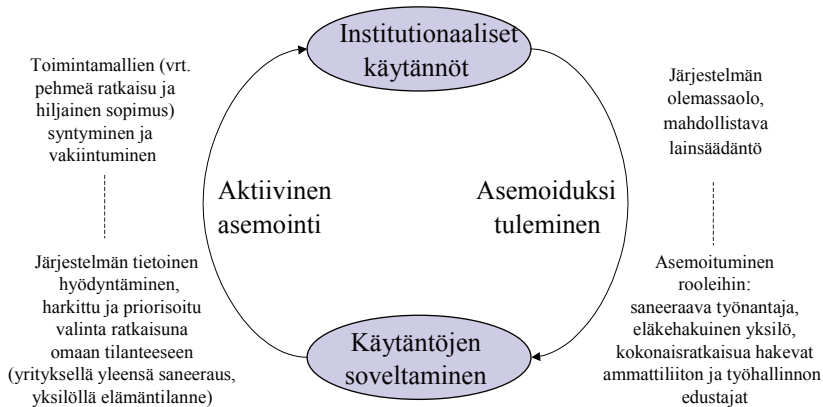 Institutionaaliset
käytännöt
Toimintamallien (vrt.
pehmeä ratkaisu ja
hiljainen sopimus)
syntyminen ja
vakiintuminen
Järjestelmän
olemassaolo,
mahdollistava
lainsäädäntö
Aktiivinen
asemointi
Asemoiduksi
tuleminen
Järjestelmän tietoinen
hyödyntäminen,
harkittu ja priorisoitu
valinta ratkaisuna
omaan tilanteeseen
(yrityksellä yleensä saneeraus,
yksilöllä elämäntilanne)
Asemoituminen
rooleihin:
saneeraava työnantaja,
eläkehakuinen yksilö,
kokonaisratkaisua hakevat
ammattiliiton ja työhallinnon
edustajat
Käytäntöjen
soveltaminen